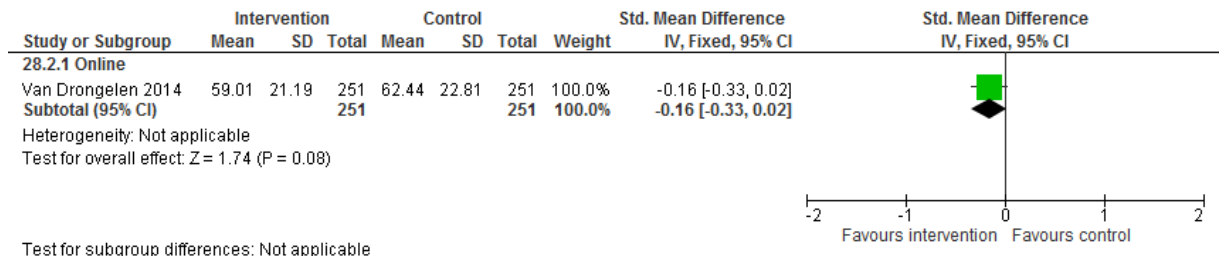 Intervention Control Std. Mean Difference Std. Mean Difference
Study or Subgroup Mean SD Total Mean SD Total Weight IV, Fixed, 95% CI IV, Fixed, 95% CI
28.2.1 Online
Van Drongelen 2014 59.01 21.19 251 62.44 22.81 251 100.0% -0.16 [-0.33, 0.02]
Subtotal (95% CI) 251 251 100.0% -0.16 [-0.33, 0.02]
Heterogeneity: Not applicable
Test for overall effect: Z = 1.74 (P = 0.08)
-2 -1 0 1 2
Favours intervention Favours control
Test for subgroup differences: Not applicable